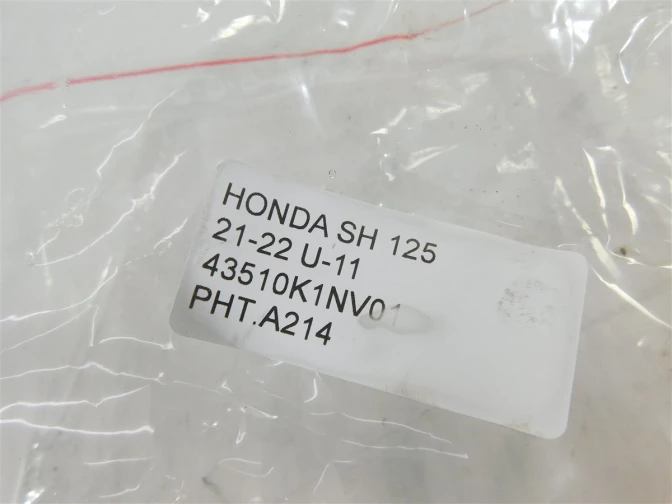 HONDA SH 125
21-22 U-11
43510K1NV01
PHT.A214